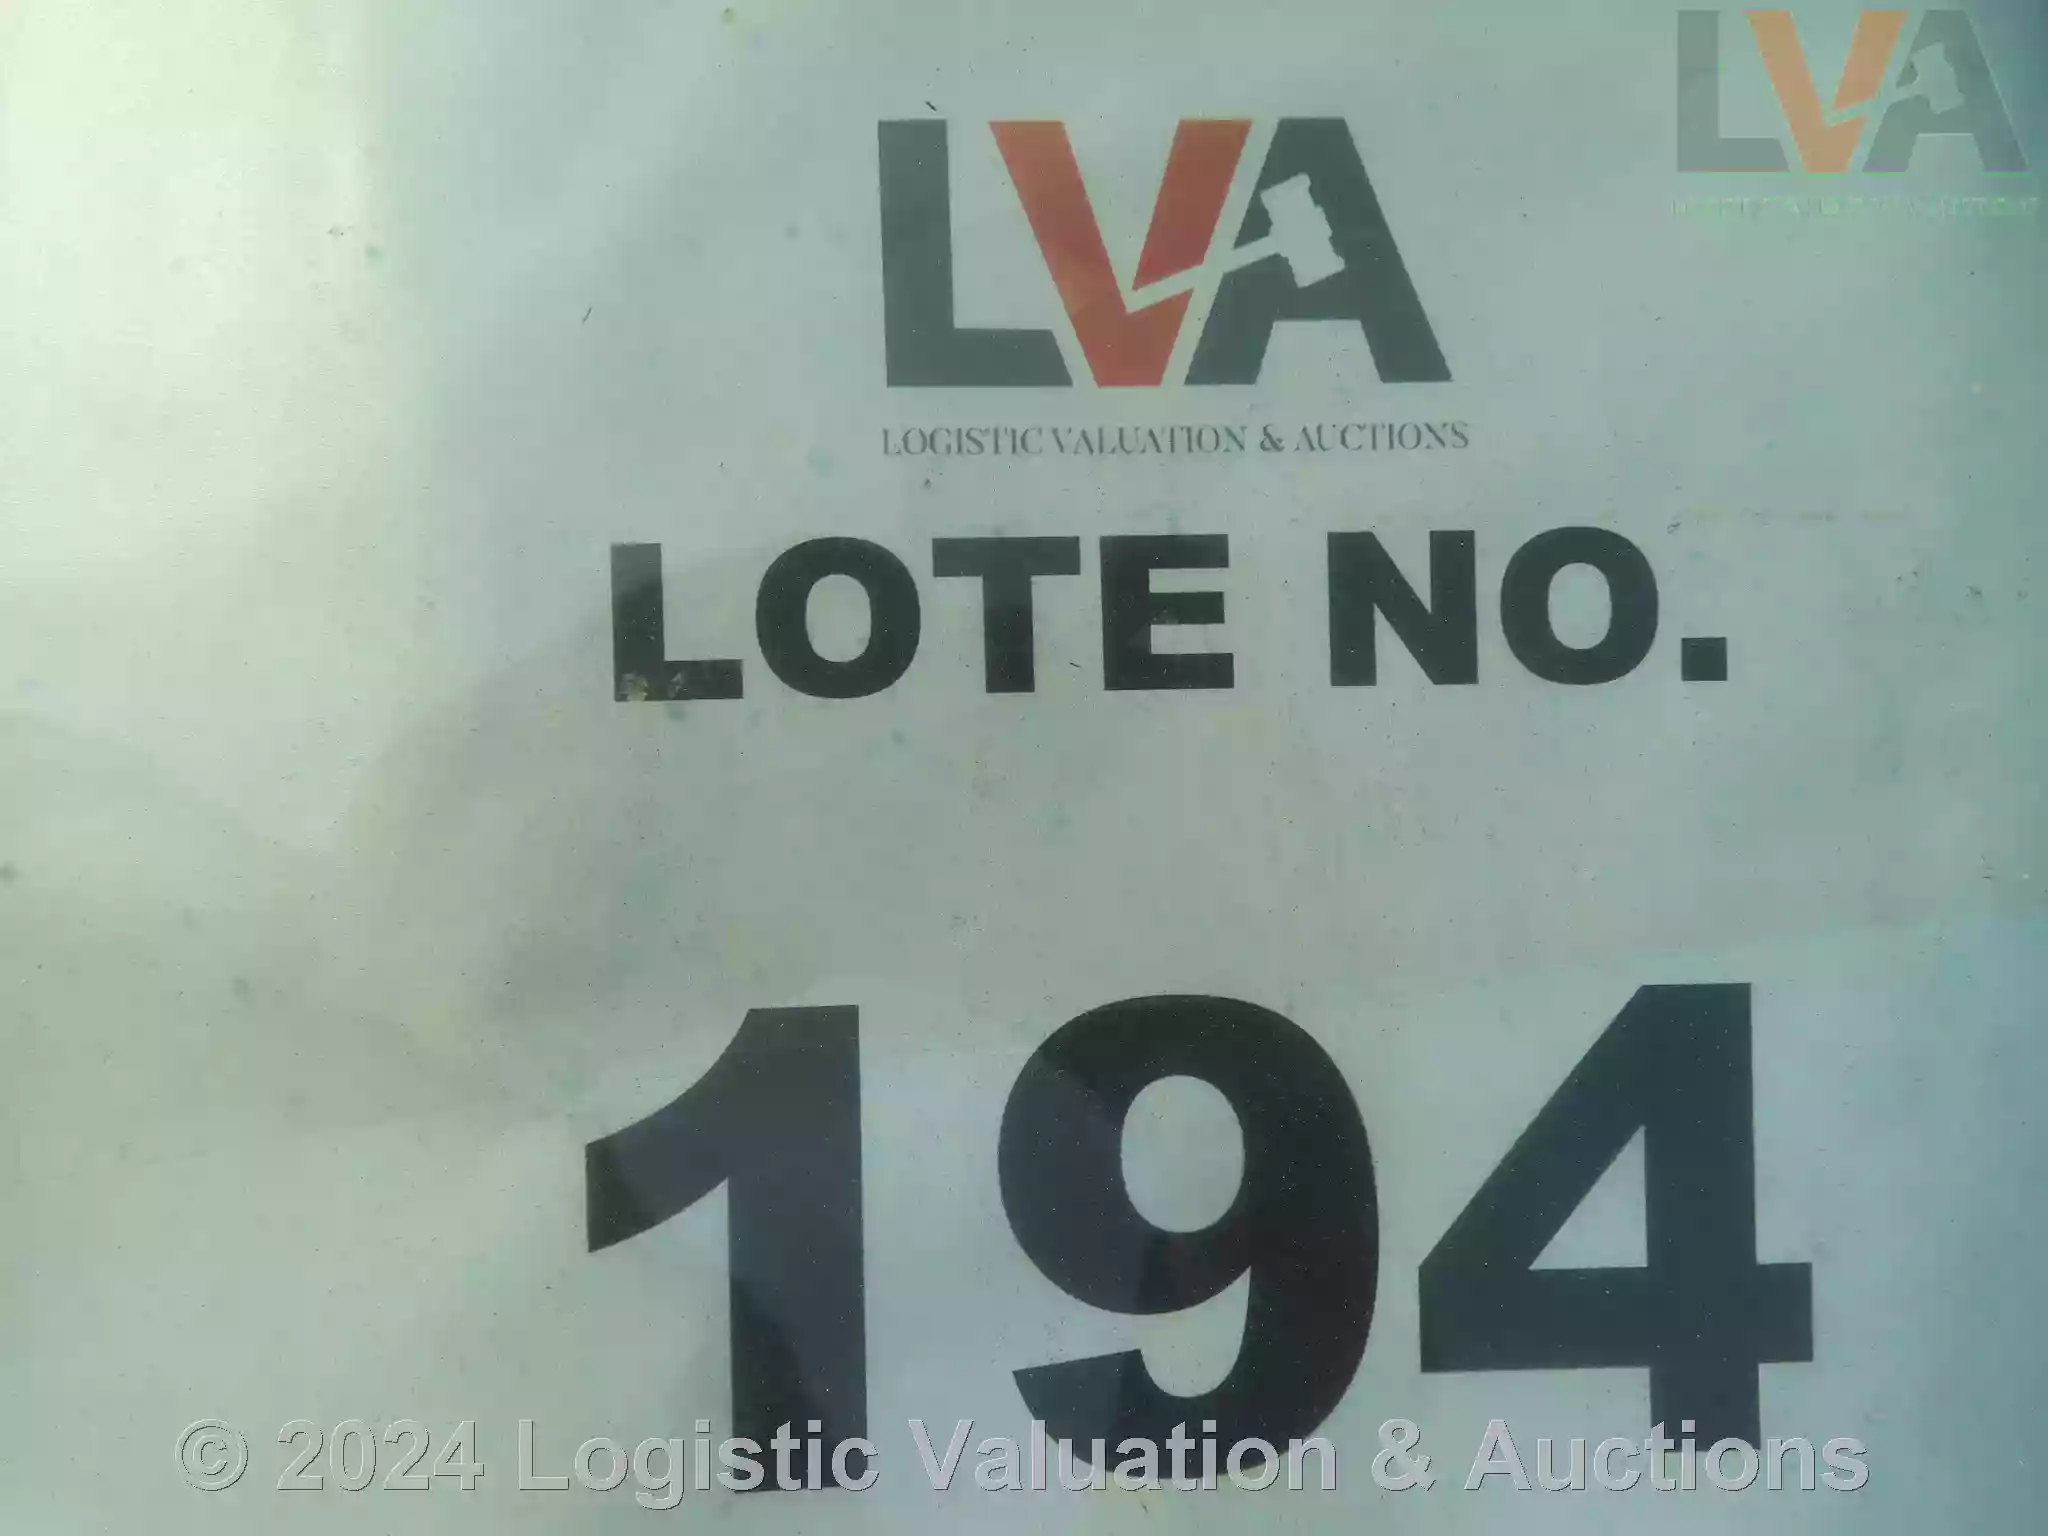 LVA
LVA
LOGISTIC VALUATION & AUCTIONS
LOTE NO.
194
© 2024 Logistic Valuation & Auctions